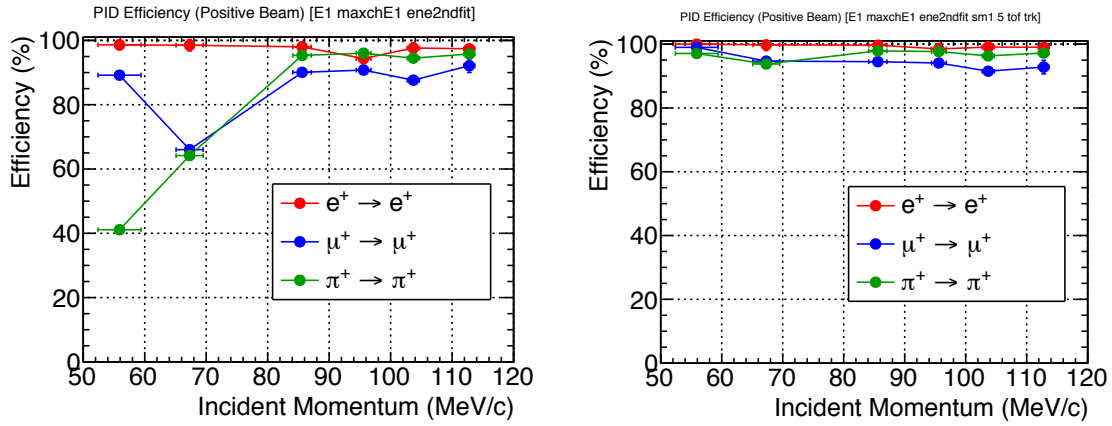 PID Efficiency (Positive Beam) [E1 maxchE1 ene2ndfit]
Efficiency (%)
100
80
60
40
20
0
e⁺ → e⁺
μ⁺ → μ⁺
π⁺ → π⁺
50 60 70 80 90 100 110 120
Incident Momentum (MeV/c)
PID Efficiency (Positive Beam) [E1 maxchE1 ene2ndfit sm1 5 tof trk]
Efficiency (%)
100
80
60
40
20
0
e⁺ → e⁺
μ⁺ → μ⁺
π⁺ → π⁺
50 60 70 80 90 100 110 120
Incident Momentum (MeV/c)